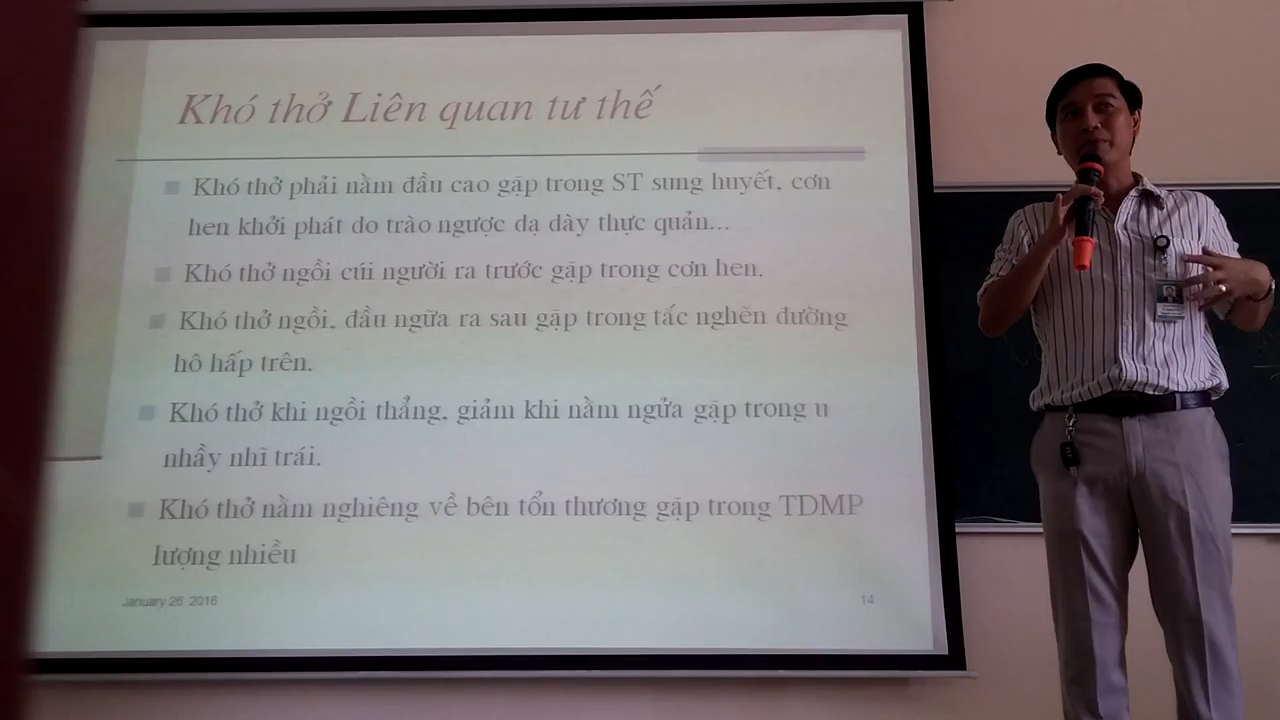 Khó thở Liên quan tư thế
Khó thở phải nằm đầu cao gặp trong ST sung huyết, cơn
hen khởi phát do trào ngược dạ dày thực quản...
Khó thở ngồi cúi người ra trước gặp trong cơn hen.
Khó thở ngồi, đầu ngữa ra sau gặp trong tắc nghẽn đường
hô hấp trên.
Khó thở khi ngồi thẳng, giảm khi nằm ngửa gặp trong u
nhầy nhĩ trái.
Khó thở nằm nghiêng về bên tổn thương gặp trong TDMP
lượng nhiều
January 26, 2016
14